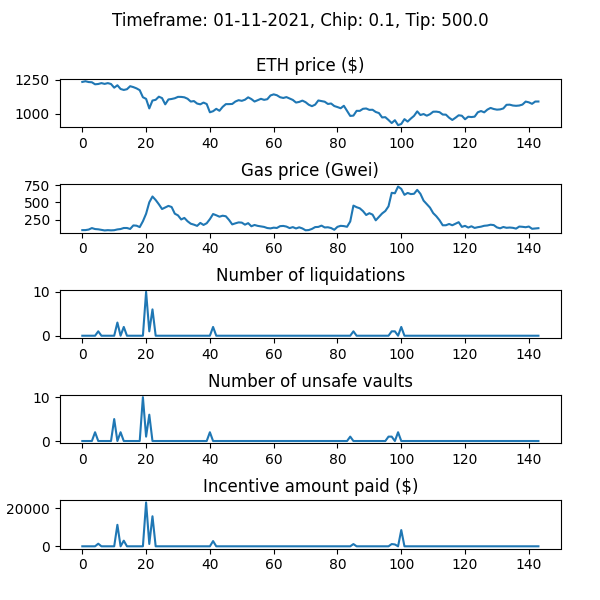 Timeframe: 01-11-2021, Chip: 0.1, Tip: 500.0
ETH price ($)
1250
1000
0 20 40 60 80 100 120 140
Gas price (Gwei)
750
500
250
0 20 40 60 80 100 120 140
Number of liquidations
10
0
0 20 40 60 80 100 120 140
Number of unsafe vaults
10
0
0 20 40 60 80 100 120 140
Incentive amount paid ($)
20000
0
0 20 40 60 80 100 120 140